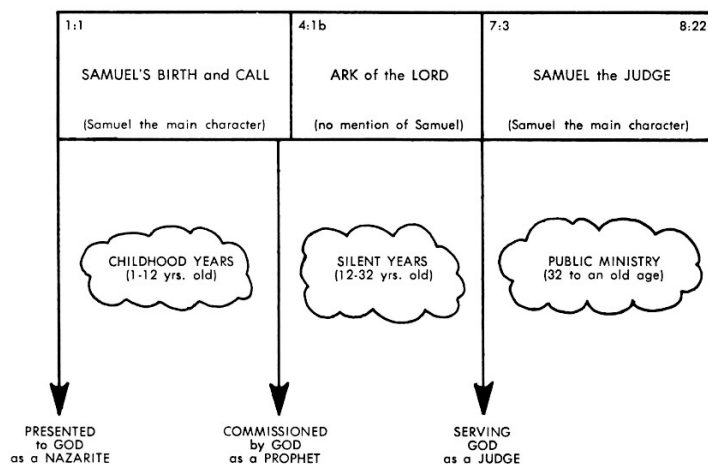 1:1
4:1b
7:3
8:22
SAMUEL'S BIRTH and CALL
ARK of the LORD
SAMUEL the JUDGE
(Samuel the main character)
(no mention of Samuel)
(Samuel the main character)
CHILDHOOD YEARS
(1-12 yrs. old)
SILENT YEARS
(12-32 yrs. old)
PUBLIC MINISTRY
(32 to an old age)
PRESENTED
to GOD
as a NAZARITE
COMMISSIONED
by GOD
as a PROPHET
SERVING
GOD
as a JUDGE